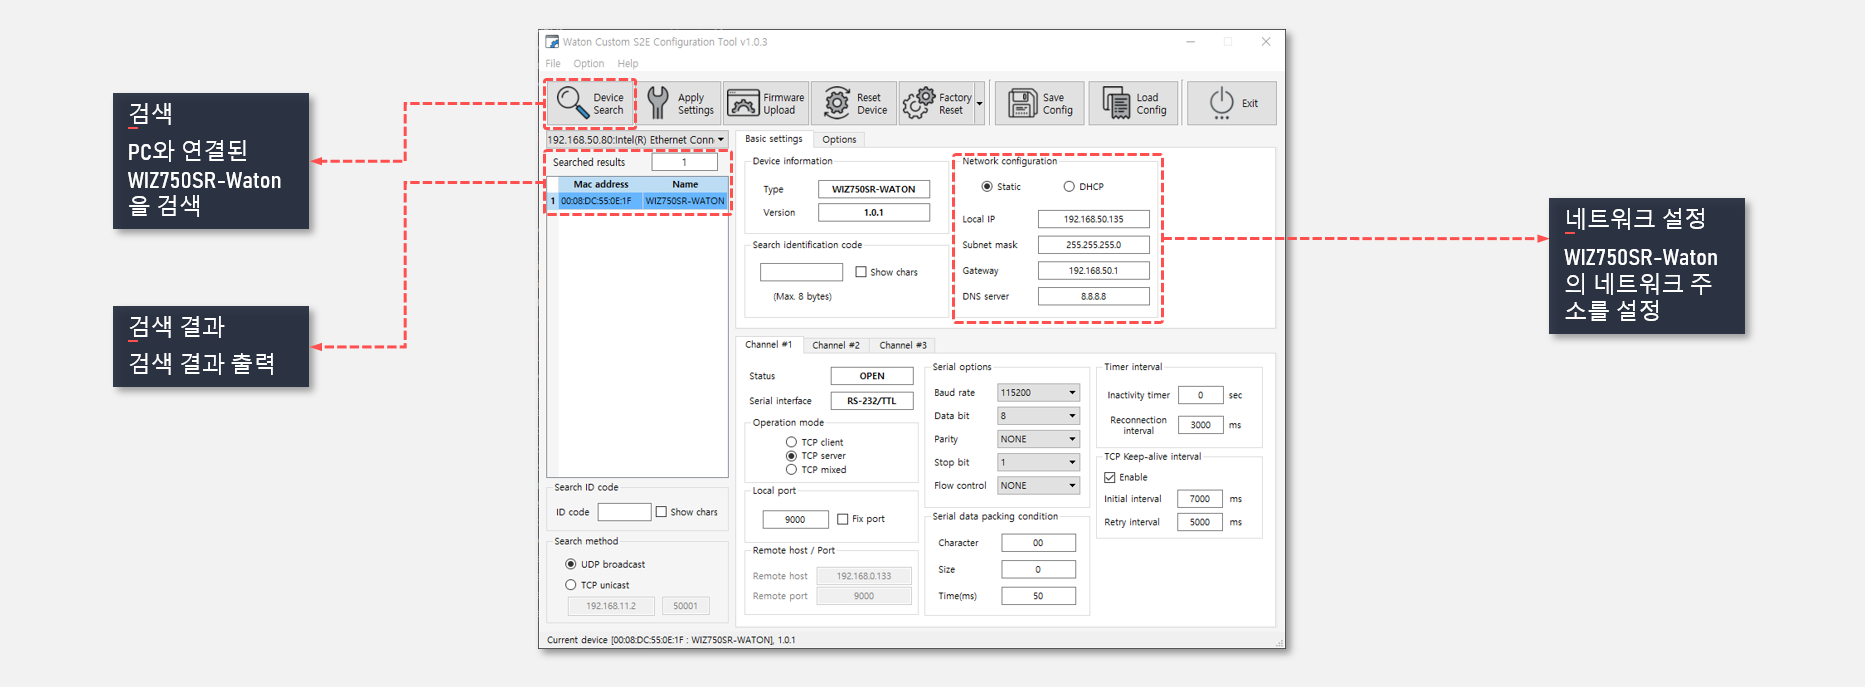 검색
PC와 연결된
WIZ750SR-Waton
을 검색
검색 결과
검색 결과 출력
Waton Custom S2E Configuration Tool v1.0.3
File Option Help
Device Search
Apply Settings
Firmware Upload
Reset Device
Factory Reset
Save Config
Load Config
Exit
192.168.50.80:Intel(R) Ethernet Conn
Searched results 1
Mac address Name
1 00:08:DC:55:0E:1F WIZ750SR-WATON
Search ID code
ID code Show chars
Search method
UDP broadcast
TCP unicast
192.168.11.2 50001
Basic settings Options
Device information
Type WIZ750SR-WATON
Version 1.0.1
Search identification code
Show chars
(Max. 8 bytes)
Network configuration
Static DHCP
Local IP 192.168.50.135
Subnet mask 255.255.255.0
Gateway 192.168.50.1
DNS server 8.8.8.8
Channel #1 Channel #2 Channel #3
Status OPEN
Serial interface RS-232/TTL
Operation mode
TCP client
TCP server
TCP mixed
Local port
9000 Fix port
Remote host / Port
Remote host 192.168.0.133
Remote port 9000
Serial options
Baud rate 115200
Data bit 8
Parity NONE
Stop bit 1
Flow control NONE
Serial data packing condition
Character 00
Size 0
Time(ms) 50
Timer interval
Inactivity timer 0 sec
Reconnection interval 3000 ms
TCP Keep-alive interval
Enable
Initial interval 7000 ms
Retry interval 5000 ms
Current device [00:08:DC:55:0E:1F : WIZ750SR-WATON], 1.0.1
네트워크 설정
WIZ750SR-Waton
의 네트워크 주
소를 설정